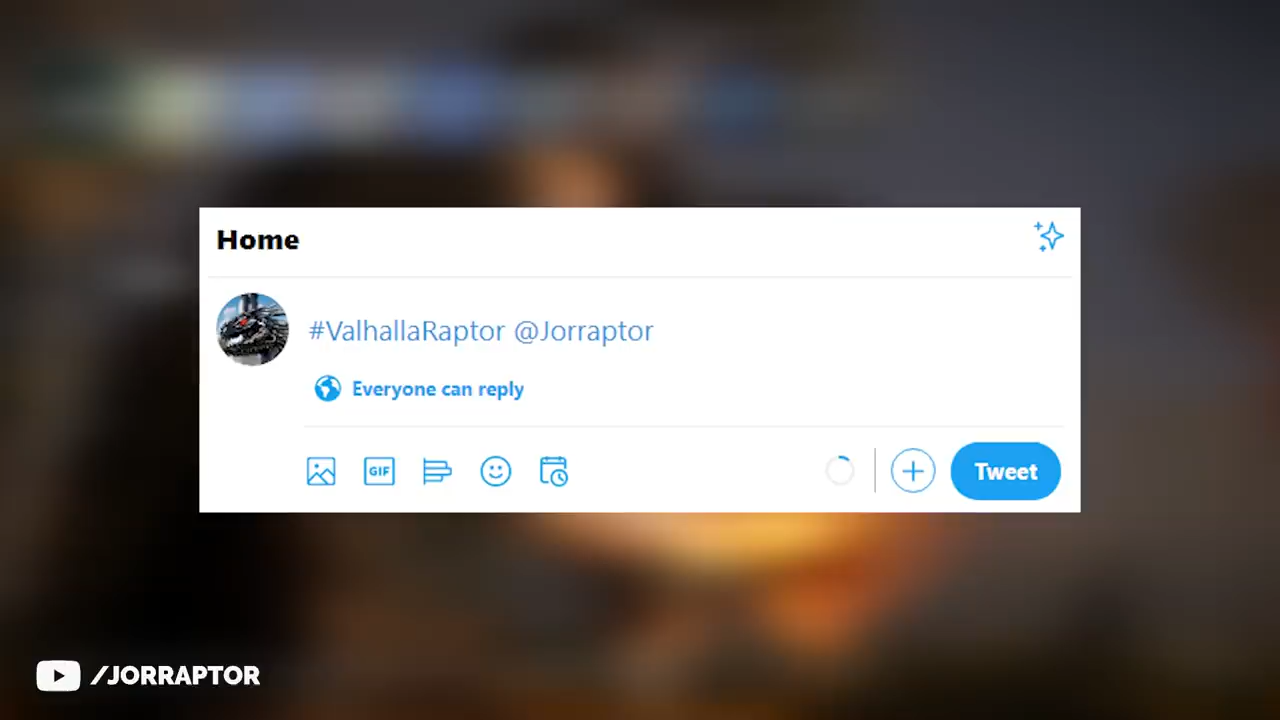 Home
#ValhallaRaptor @Jorraptor
Everyone can reply
GIF
Tweet
/JORRAPTOR